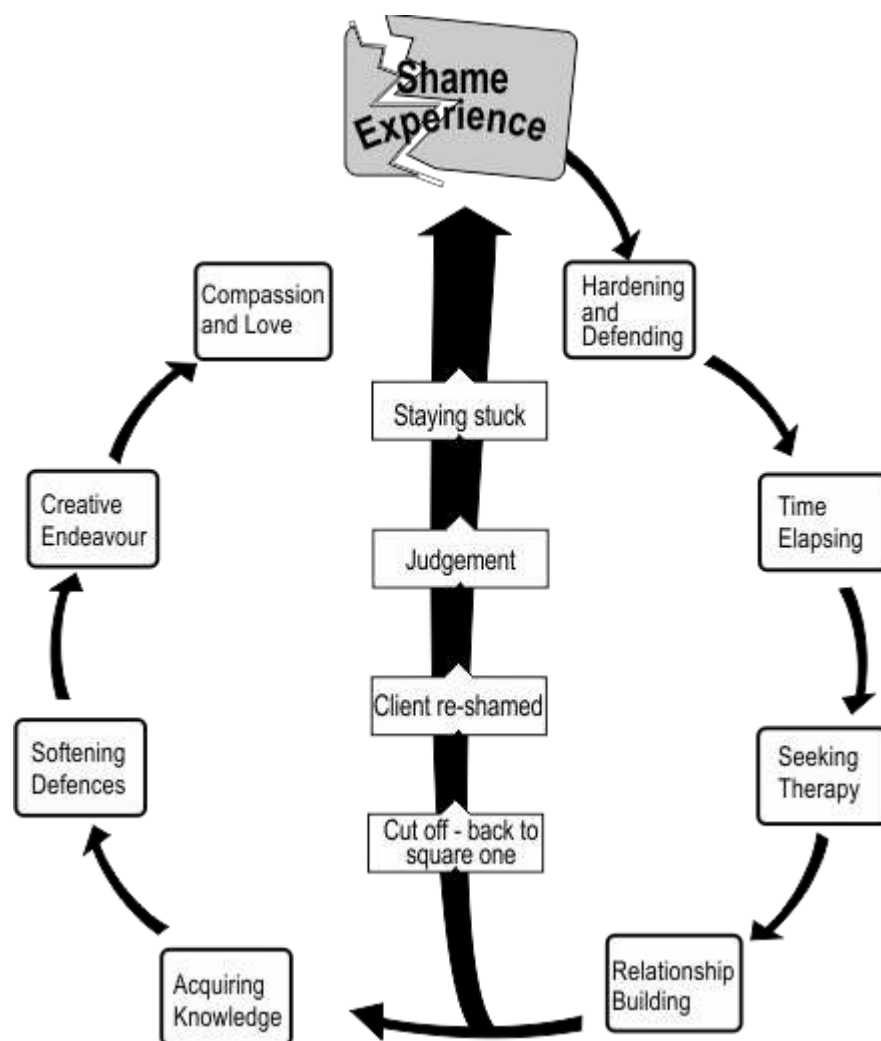 Shame
Experience
Hardening
and
Defending
Time
Elapsing
Seeking
Therapy
Relationship
Building
Acquiring
Knowledge
Softening
Defences
Creative
Endeavour
Compassion
and Love
Staying stuck
Judgement
Client re-shamed
Cut off - back to
square one